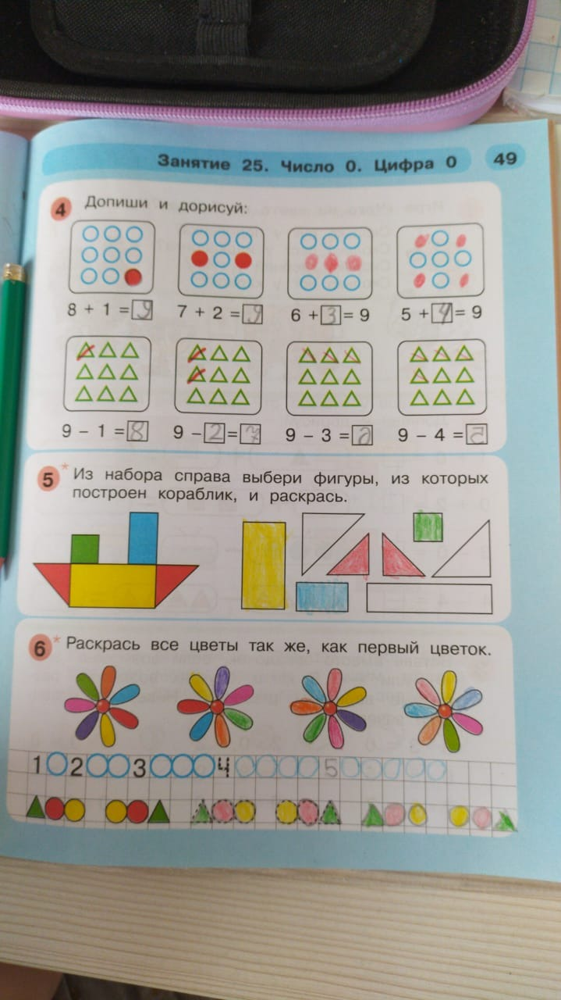 Занятие 25. Число 0. Цифра 0 49
4 Допиши и дорисуй:
8 + 1 = 9 7 + 2 = 9 6 + 3 = 9 5 + 4 = 9
9 - 1 = 8 9 - 2 = 7 9 - 3 = 6 9 - 4 = 5
5* Из набора справа выбери фигуры, из которых
построен кораблик, и раскрась.
6* Раскрась все цветы так же, как первый цветок.
1 2 3 4 5